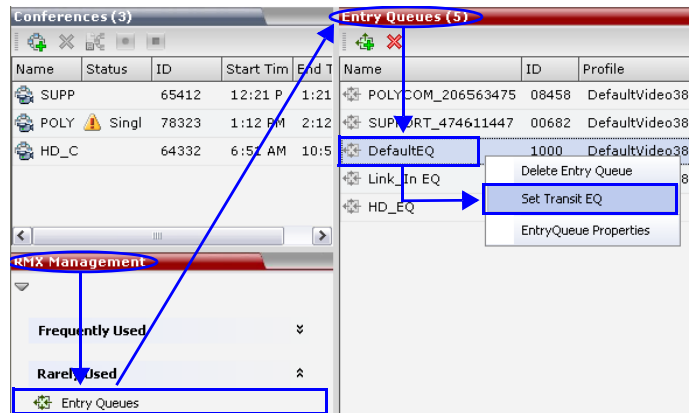 Conferences (3)
Name Status ID Start Tim End T
SUPP 65412 12:21 P 1:21
POLY Singl 78323 1:12 PM 2:12
HD_C 64332 6:51 AM 10:5
RMX Management
Frequently Used
Rarely Used
Entry Queues
Entry Queues (5)
Name ID Profile
POLYCOM_206563475 08458 DefaultVideo38
SUPPORT_474611447 00682 DefaultVideo38
DefaultEQ 1000 DefaultVideo38
Link_In EQ 8
HD_EQ
Delete Entry Queue
Set Transit EQ
EntryQueue Properties